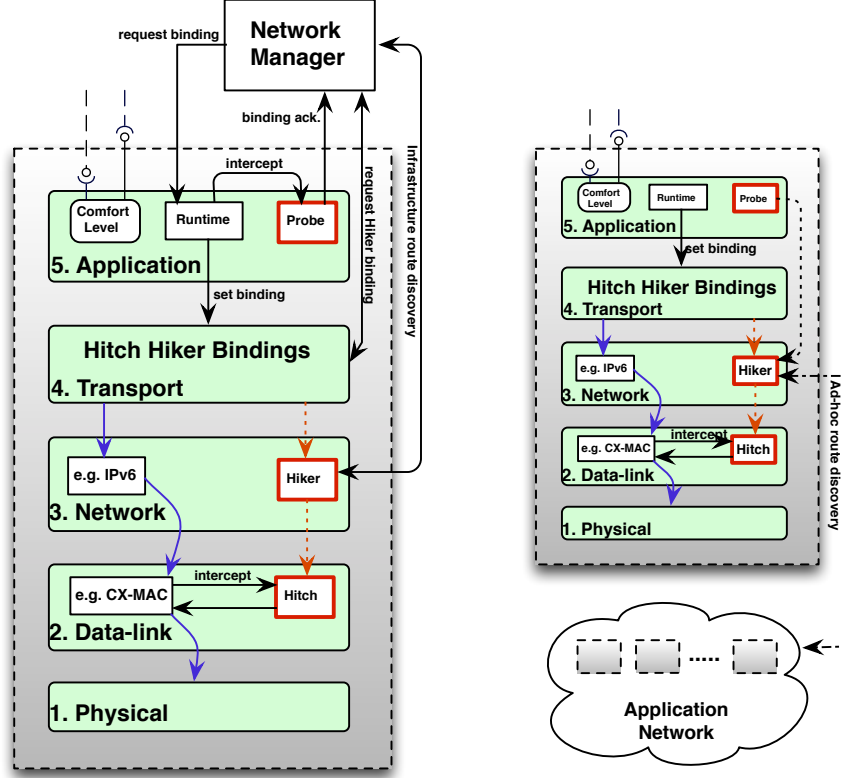 request binding
Network
Manager
binding ack.
intercept
Infrastructure route discovery
request Hiker binding
Comfort
Level
Runtime
Probe
5. Application
set binding
Hitch Hiker Bindings
4. Transport
e.g. IPv6
Hiker
3. Network
intercept
e.g. CX-MAC
Hitch
2. Data-link
1. Physical
Comfort
Level
Runtime
Probe
5. Application
set binding
Hitch Hiker Bindings
4. Transport
e.g. IPv6
Hiker
3. Network
Ad-hoc route discovery
intercept
e.g. CX-MAC
Hitch
2. Data-link
1. Physical
.....
Application
Network